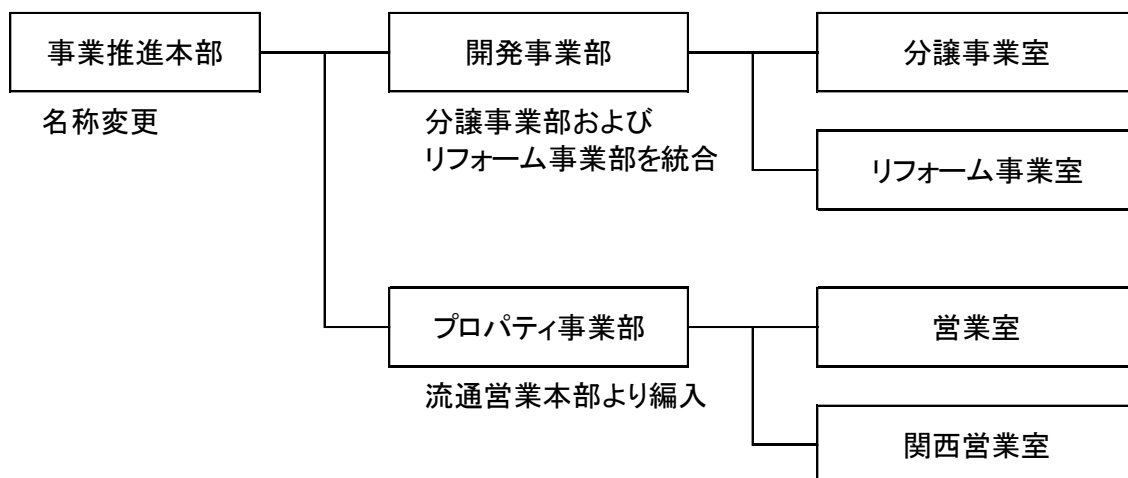 事業推進本部
名称変更
開発事業部
分譲事業部および
リフォーム事業部を統合
分譲事業室
リフォーム事業室
プロパティ事業部
流通営業本部より編入
営業室
関西営業室